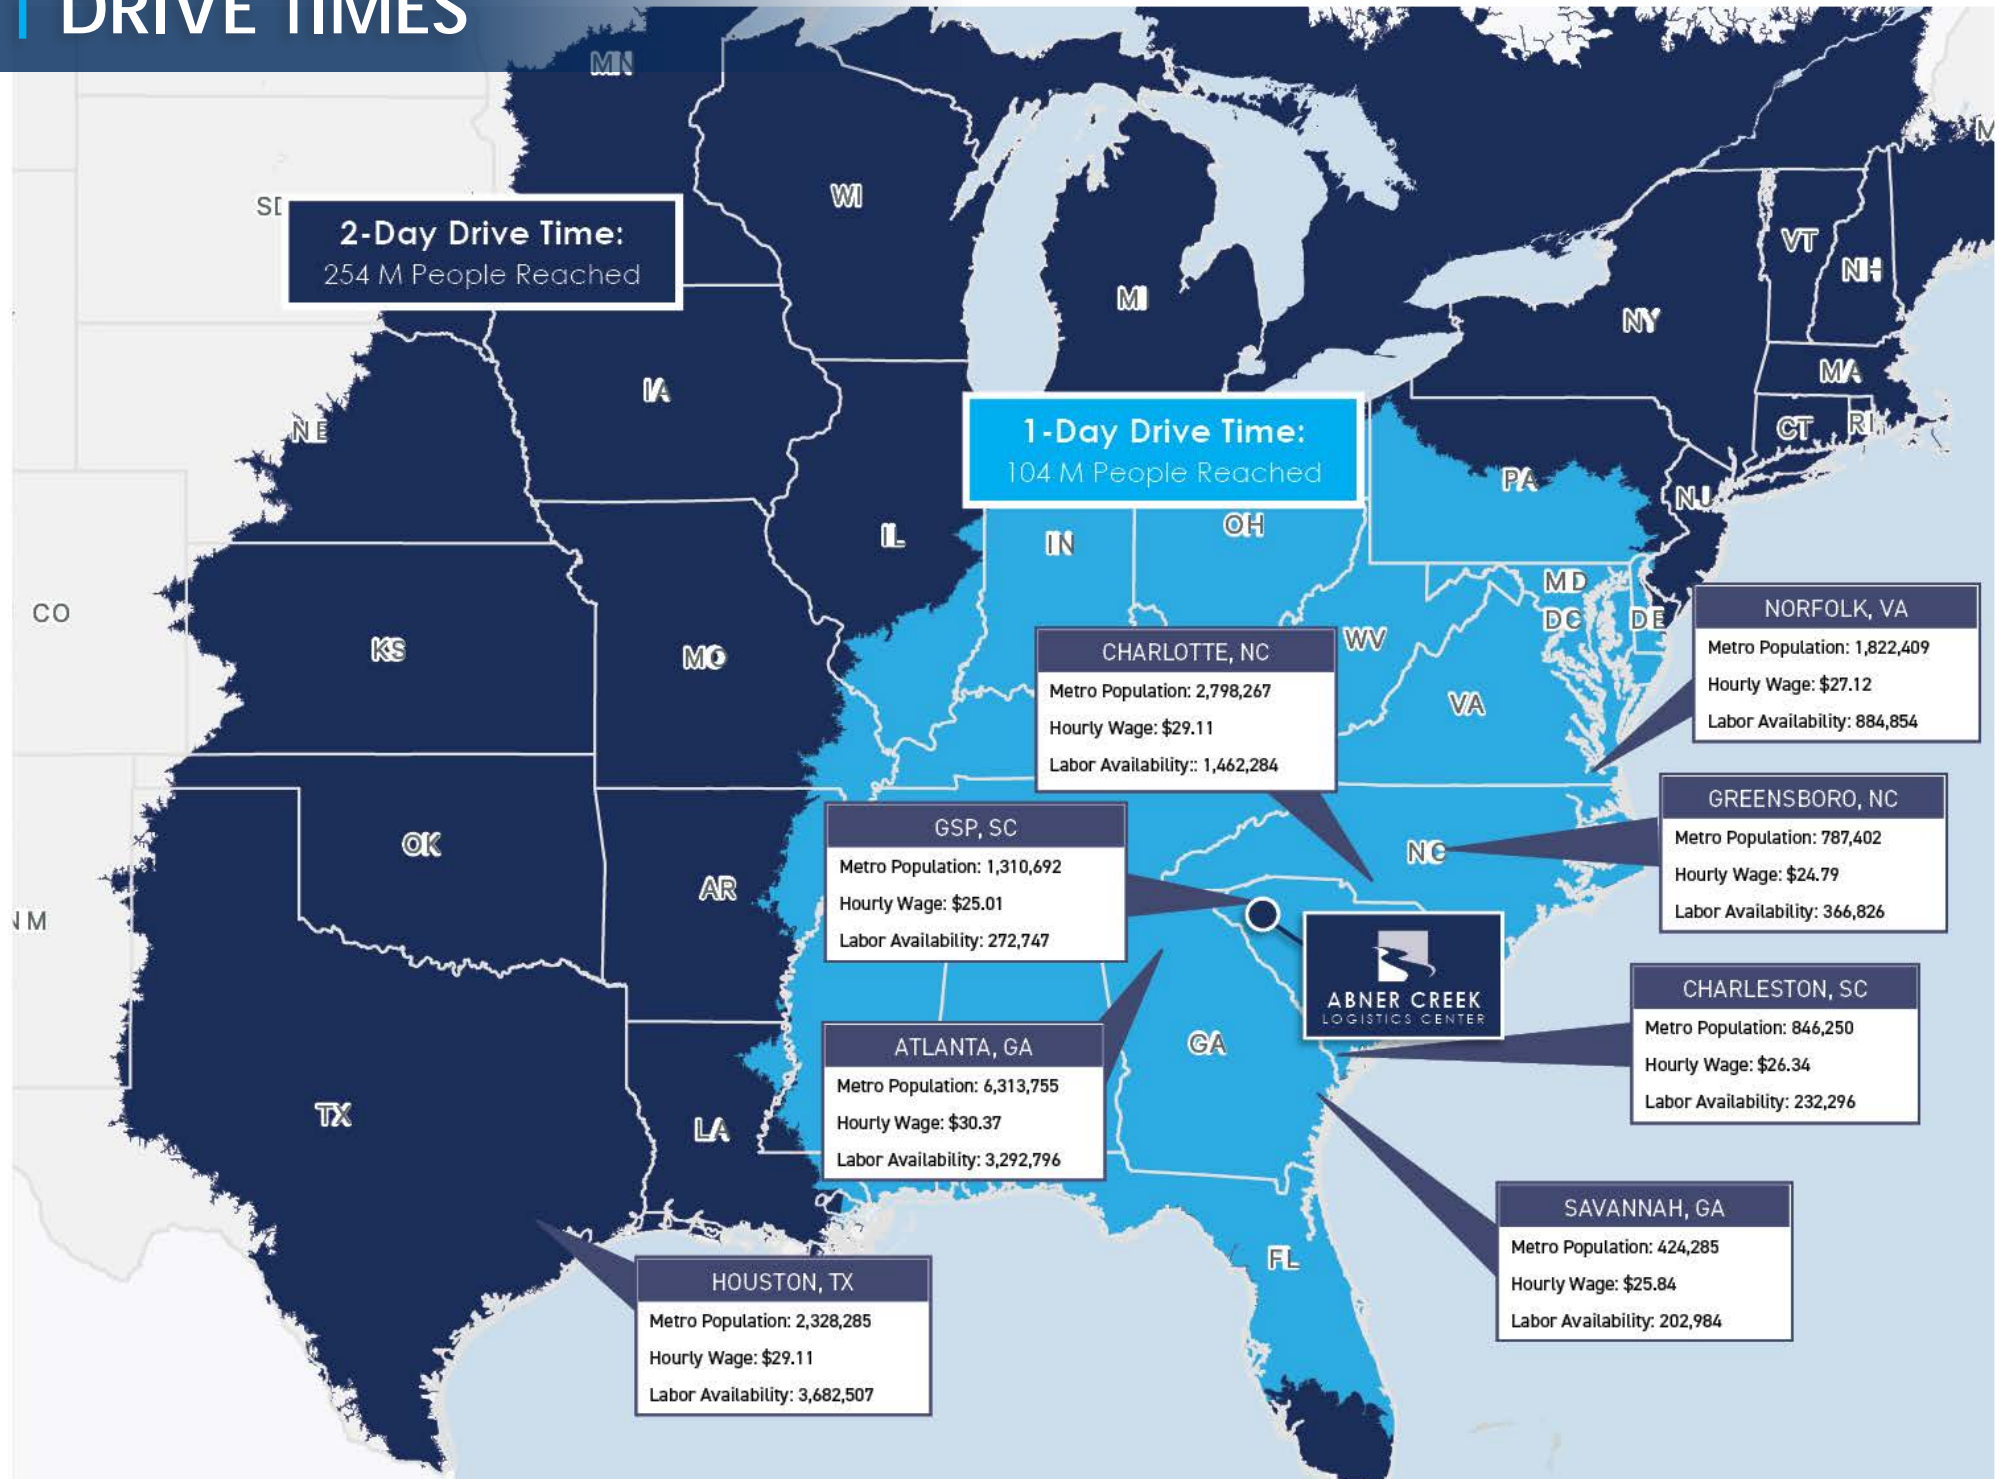 DRIVE TIMES
MN
SD
WI
2-Day Drive Time:
254 M People Reached
MI
VT
NH
NY
MA
CT
RI
IA
NE
1-Day Drive Time:
104 M People Reached
PA
NJ
IL
IN
OH
CO
KS
MO
WV
MD
DC
DE
VA
NORFOLK, VA
Metro Population: 1,822,409
Hourly Wage: $27.12
Labor Availability: 884,854
CHARLOTTE, NC
Metro Population: 2,798,267
Hourly Wage: $29.11
Labor Availability:: 1,462,284
GREENSBORO, NC
Metro Population: 787,402
Hourly Wage: $24.79
Labor Availability: 366,826
GSP, SC
Metro Population: 1,310,692
Hourly Wage: $25.01
Labor Availability: 272,747
NC
OK
AR
NM
ABNER CREEK
LOGISTICS CENTER
CHARLESTON, SC
Metro Population: 846,250
Hourly Wage: $26.34
Labor Availability: 232,296
ATLANTA, GA
Metro Population: 6,313,755
Hourly Wage: $30.37
Labor Availability: 3,292,796
GA
TX
LA
SAVANNAH, GA
Metro Population: 424,285
Hourly Wage: $25.84
Labor Availability: 202,984
FL
HOUSTON, TX
Metro Population: 2,328,285
Hourly Wage: $29.11
Labor Availability: 3,682,507